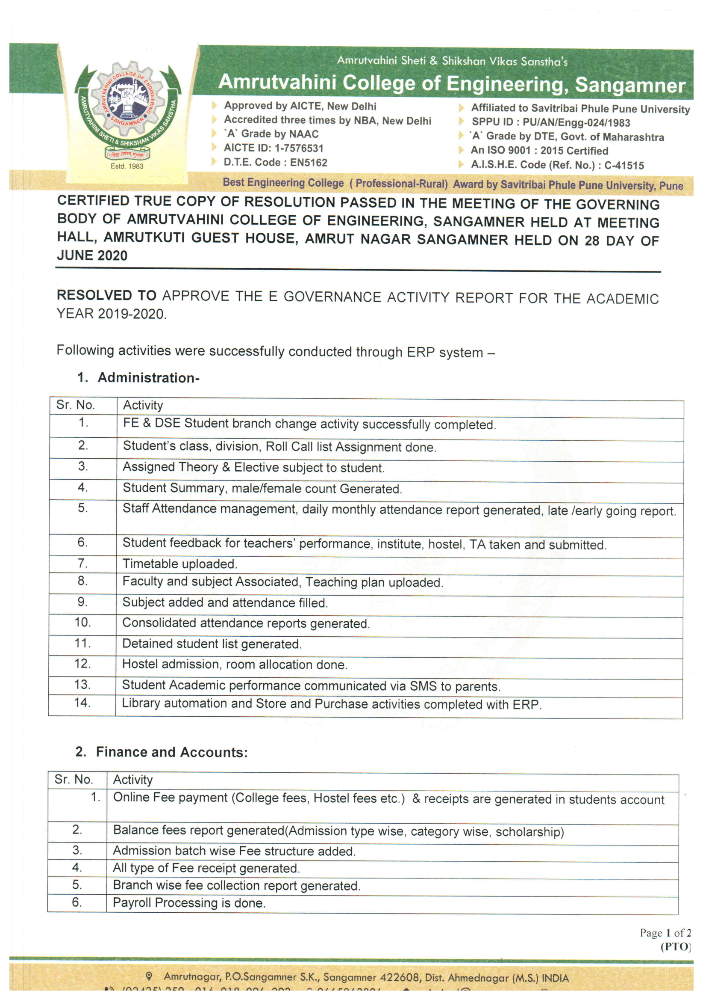 Amrutvahini Sheti & Shikshan Vikas Sanstha's
Amrutvahini College of Engineering, Sangamner
AMRUTVAHINI COLLEGE OF ENGINEERING
SANGAMNER
AMRUTVAHINI SHETI & SHIKSHAN VIKAS SANSTHA
॥ विद्या सर्वस्य भूषणम् ॥
Estd. 1983
Approved by AICTE, New Delhi
Accredited three times by NBA, New Delhi
`A` Grade by NAAC
AICTE ID: 1-7576531
D.T.E. Code : EN5162
Affiliated to Savitribai Phule Pune University
SPPU ID : PU/AN/Engg-024/1983
`A` Grade by DTE, Govt. of Maharashtra
An ISO 9001 : 2015 Certified
A.I.S.H.E. Code (Ref. No.) : C-41515
Best Engineering College ( Professional-Rural) Award by Savitribai Phule Pune University, Pune
CERTIFIED TRUE COPY OF RESOLUTION PASSED IN THE MEETING OF THE GOVERNING
BODY OF AMRUTVAHINI COLLEGE OF ENGINEERING, SANGAMNER HELD AT MEETING
HALL, AMRUTKUTI GUEST HOUSE, AMRUT NAGAR SANGAMNER HELD ON 28 DAY OF
JUNE 2020
RESOLVED TO APPROVE THE E GOVERNANCE ACTIVITY REPORT FOR THE ACADEMIC
YEAR 2019-2020.
Following activities were successfully conducted through ERP system –
1. Administration-
Sr. No. Activity
1. FE & DSE Student branch change activity successfully completed.
2. Student's class, division, Roll Call list Assignment done.
3. Assigned Theory & Elective subject to student.
4. Student Summary, male/female count Generated.
5. Staff Attendance management, daily monthly attendance report generated, late /early going report.
6. Student feedback for teachers' performance, institute, hostel, TA taken and submitted.
7. Timetable uploaded.
8. Faculty and subject Associated, Teaching plan uploaded.
9. Subject added and attendance filled.
10. Consolidated attendance reports generated.
11. Detained student list generated.
12. Hostel admission, room allocation done.
13. Student Academic performance communicated via SMS to parents.
14. Library automation and Store and Purchase activities completed with ERP.
2. Finance and Accounts:
Sr. No. Activity
1. Online Fee payment (College fees, Hostel fees etc.) & receipts are generated in students account
2. Balance fees report generated(Admission type wise, category wise, scholarship)
3. Admission batch wise Fee structure added.
4. All type of Fee receipt generated.
5. Branch wise fee collection report generated.
6. Payroll Processing is done.
Page 1 of 2
(PTO)
Amrutnagar, P.O.Sangamner S.K., Sangamner 422608, Dist. Ahmednagar (M.S.) INDIA